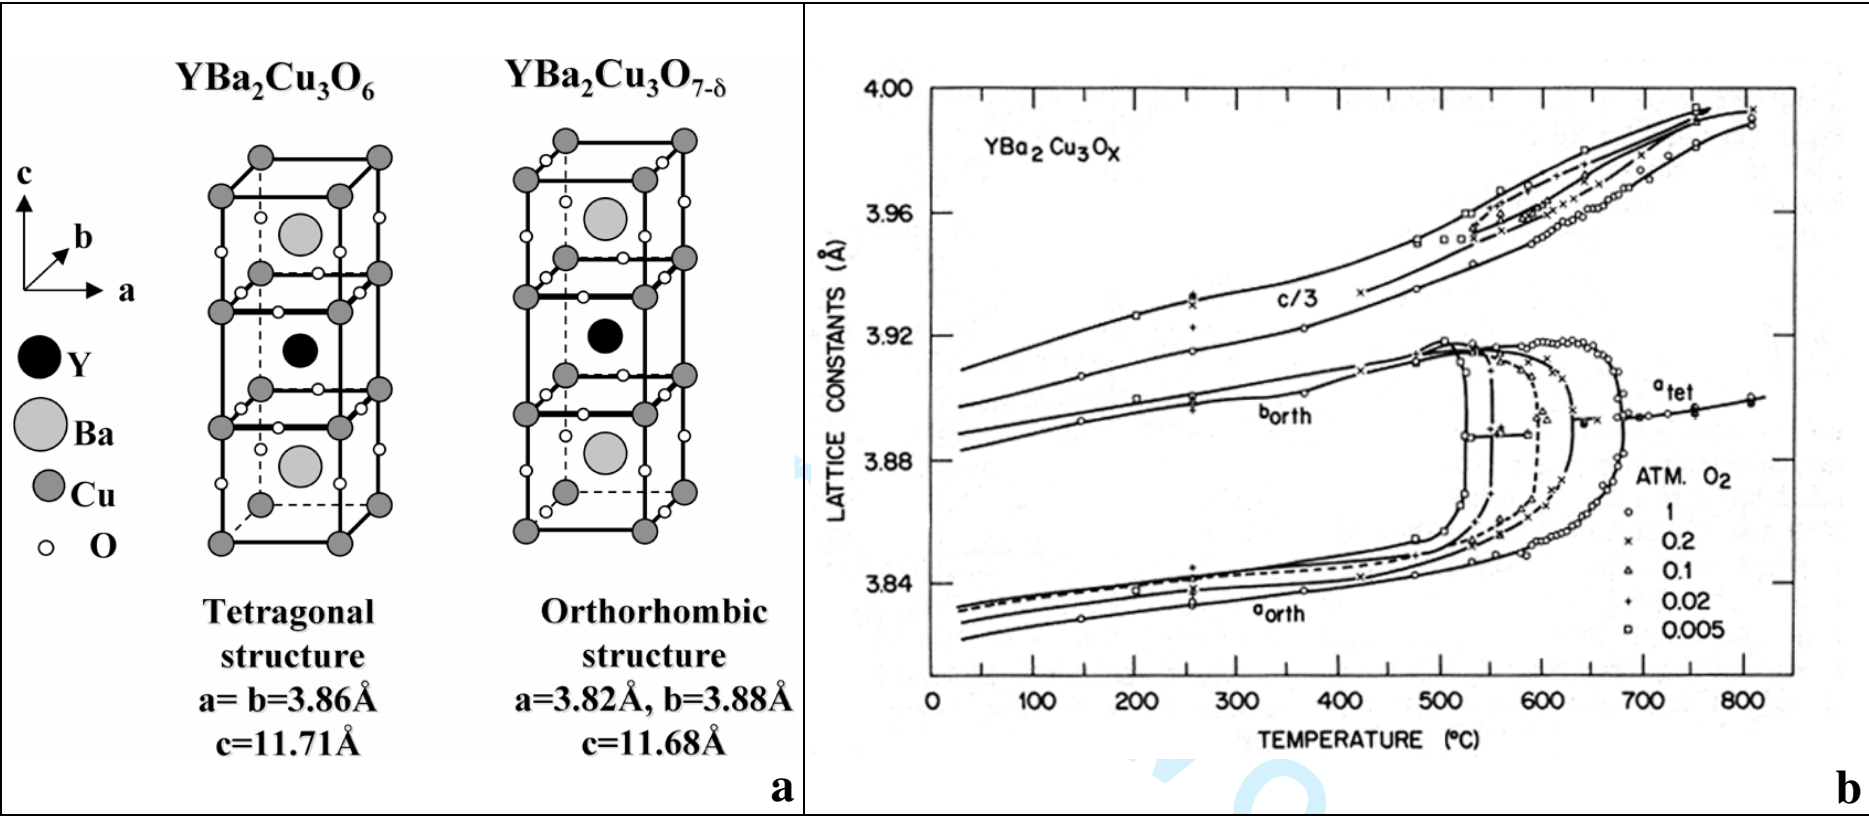 YBa2Cu3O6
YBa2Cu3O7-δ
c
b
a
Y
Ba
Cu
O
Tetragonal
structure
a= b=3.86Å
c=11.71Å
Orthorhombic
structure
a=3.82Å, b=3.88Å
c=11.68Å
a
4.00
3.96
3.92
3.88
3.84
LATTICE CONSTANTS (Å)
YBa2Cu3OX
c/3
borth
atet
aorth
ATM. O2
1
0.2
0.1
0.02
0.005
0 100 200 300 400 500 600 700 800
TEMPERATURE (ºC)
b